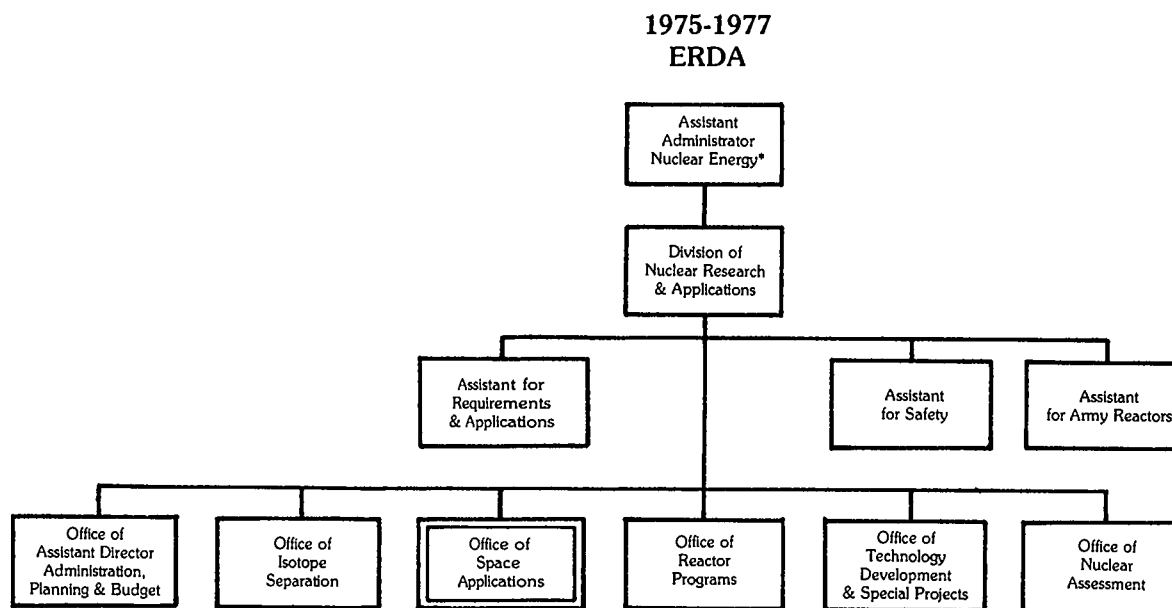 1975-1977
ERDA
Assistant
Administrator
Nuclear Energy*
Division of
Nuclear Research
& Applications
Assistant for
Requirements
& Applications
Assistant
for Safety
Assistant
for Army Reactors
Office of
Assistant Director
Administration,
Planning & Budget
Office of
Isotope
Separation
Office of
Space
Applications
Office of
Reactor
Programs
Office of
Technology
Development
& Special Projects
Office of
Nuclear
Assessment